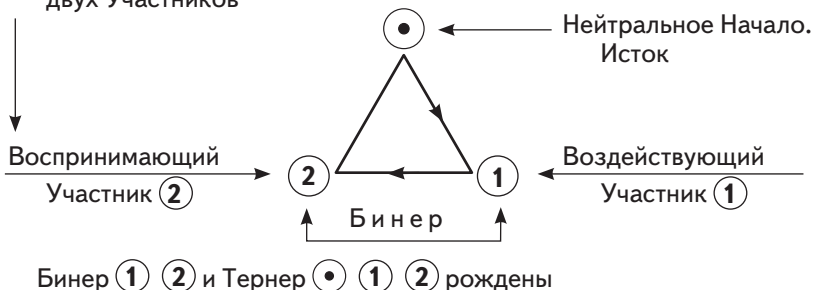 двух Участников
Нейтральное Начало.
Исток
Воспринимающий
Участник 2
2
1
Воздействующий
Участник 1
Бинер
Бинер 1 2 и Тернер • 1 2 рождены